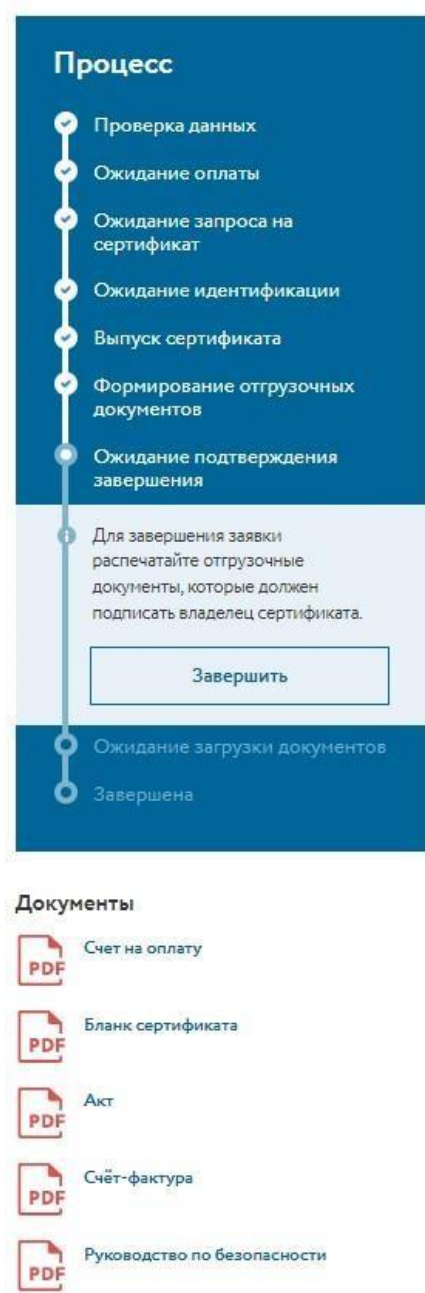 Процесс
Проверка данных
Ожидание оплаты
Ожидание запроса на
сертификат
Ожидание идентификации
Выпуск сертификата
Формирование отгрузочных
документов
Ожидание подтверждения
завершения
Для завершения заявки
распечатайте отгрузочные
документы, которые должен
подписать владелец сертификата.
Завершить
Ожидание загрузки документов
Завершена
Документы
PDF Счет на оплату
PDF Бланк сертификата
PDF Акт
PDF Счёт-фактура
PDF Руководство по безопасности